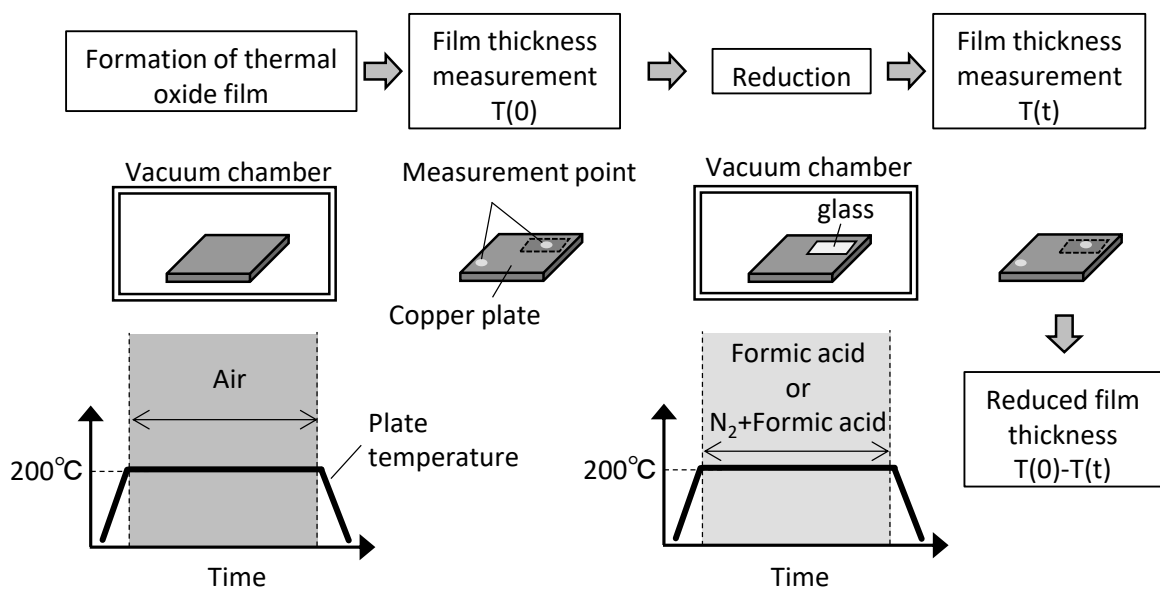 Formation of thermal
oxide film
Film thickness
measurement
T(0)
Reduction
Film thickness
measurement
T(t)
Vacuum chamber
Measurement point
Copper plate
Vacuum chamber
glass
Air
200℃
Plate
temperature
Time
Formic acid
or
N₂+Formic acid
200℃
Time
Reduced film
thickness
T(0)-T(t)